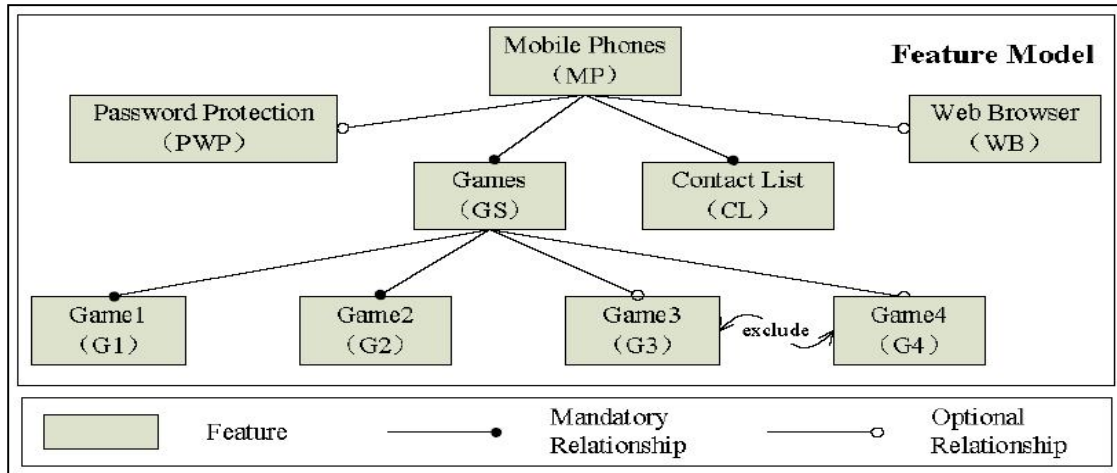 Mobile Phones
（MP）
Feature Model
Password Protection
（PWP）
Web Browser
（WB）
Games
（GS）
Contact List
（CL）
Game1
（G1）
Game2
（G2）
Game3
（G3）
exclude
Game4
（G4）
Feature
Mandatory
Relationship
Optional
Relationship